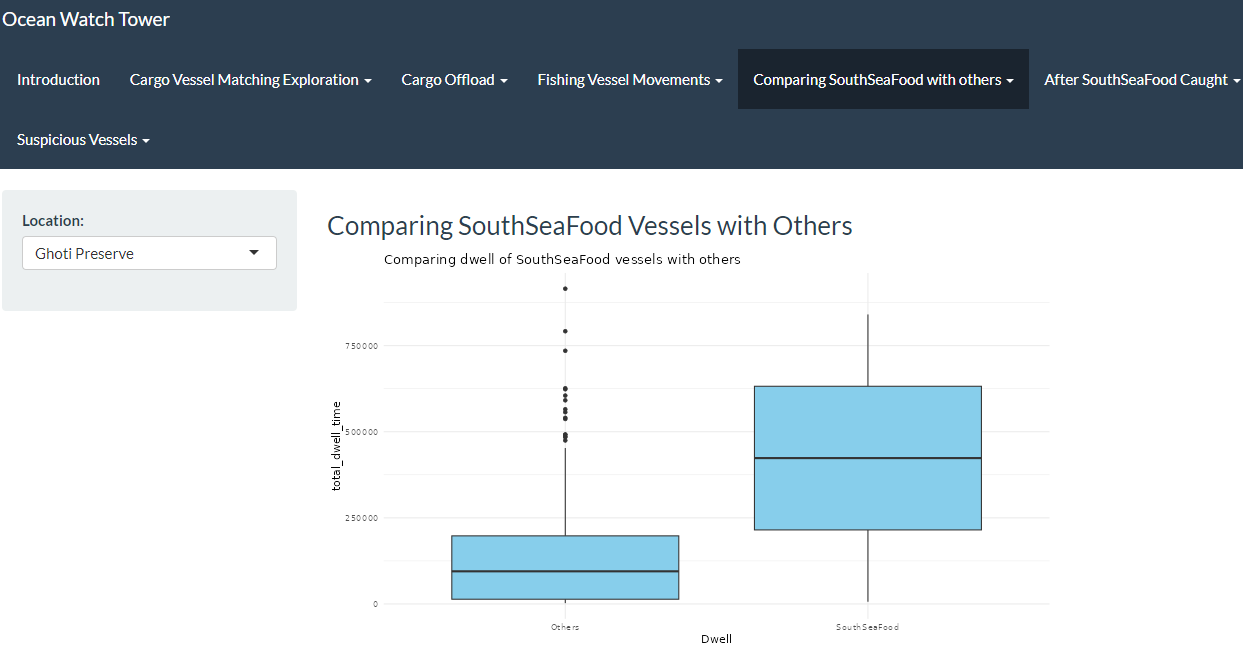 Ocean Watch Tower
Introduction
Cargo Vessel Matching Exploration
Cargo Offload
Fishing Vessel Movements
Comparing SouthSeaFood with others
After SouthSeaFood Caught
Suspicious Vessels
Location:
Ghoti Preserve
Comparing SouthSeaFood Vessels with Others
Comparing dwell of SouthSeaFood vessels with others
total_dwell_time
750000
500000
250000
0
Others
SouthSeaFood
Dwell